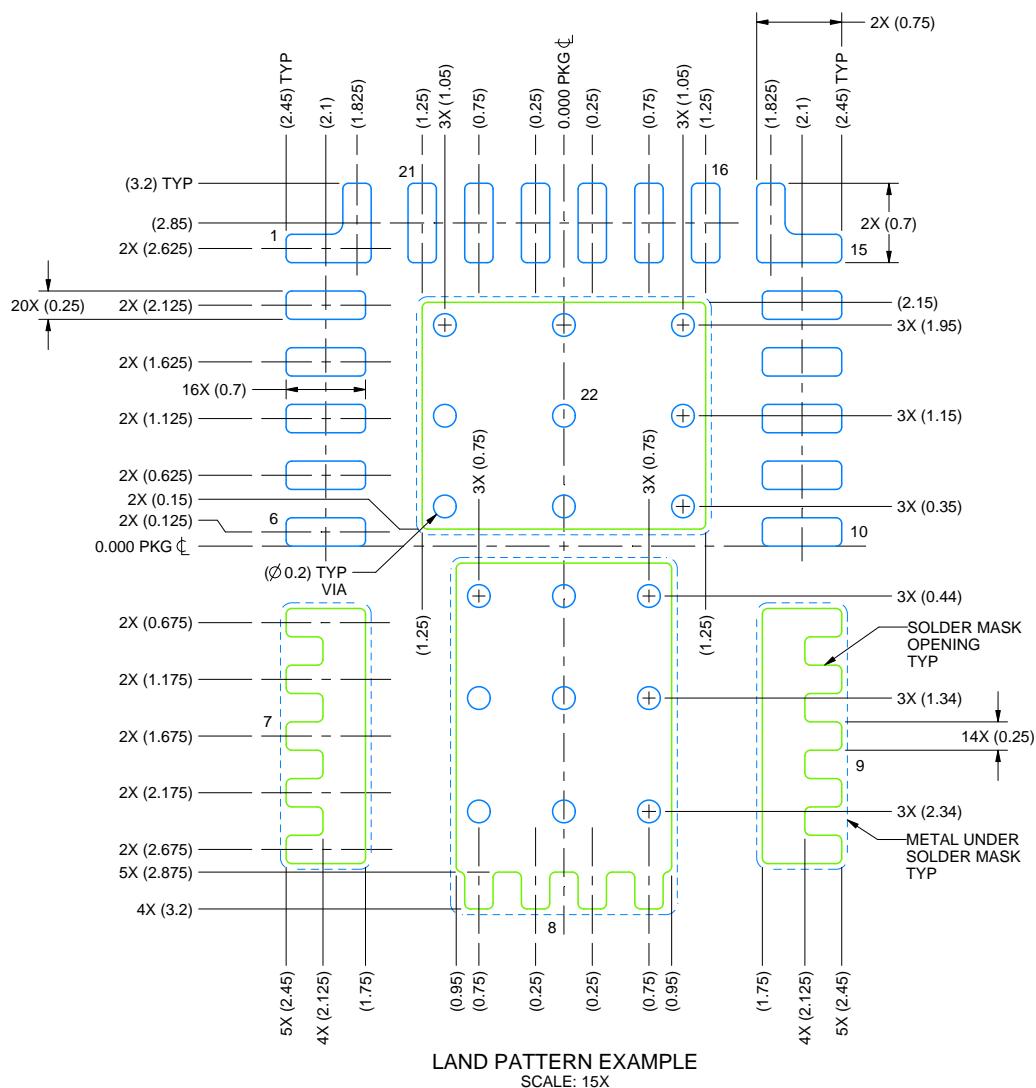 2X (0.75)
(2.45) TYP
(2.1)
(1.825)
(1.25)
3X (1.05)
(0.75)
(0.25)
0.000 PKG ℄
(0.25)
(0.75)
3X (1.05)
(1.25)
(1.825)
(2.1)
(2.45) TYP
(3.2) TYP
21
16
(2.85)
2X (0.7)
1
2X (2.625)
15
20X (0.25)
2X (2.125)
(2.15)
3X (1.95)
2X (1.625)
16X (0.7)
22
2X (1.125)
3X (1.15)
3X (0.75)
3X (0.75)
2X (0.625)
2X (0.15)
3X (0.35)
2X (0.125)
6
10
0.000 PKG ℄
(Ø 0.2) TYP
VIA
3X (0.44)
2X (0.675)
(1.25)
(1.25)
SOLDER MASK
OPENING
TYP
2X (1.175)
3X (1.34)
7
2X (1.675)
14X (0.25)
9
2X (2.175)
3X (2.34)
2X (2.675)
METAL UNDER
SOLDER MASK
TYP
5X (2.875)
4X (3.2)
8
5X (2.45)
4X (2.125)
(1.75)
(0.95)
(0.75)
(0.25)
(0.25)
(0.75)
(0.95)
(1.75)
4X (2.125)
5X (2.45)
LAND PATTERN EXAMPLE
SCALE: 15X